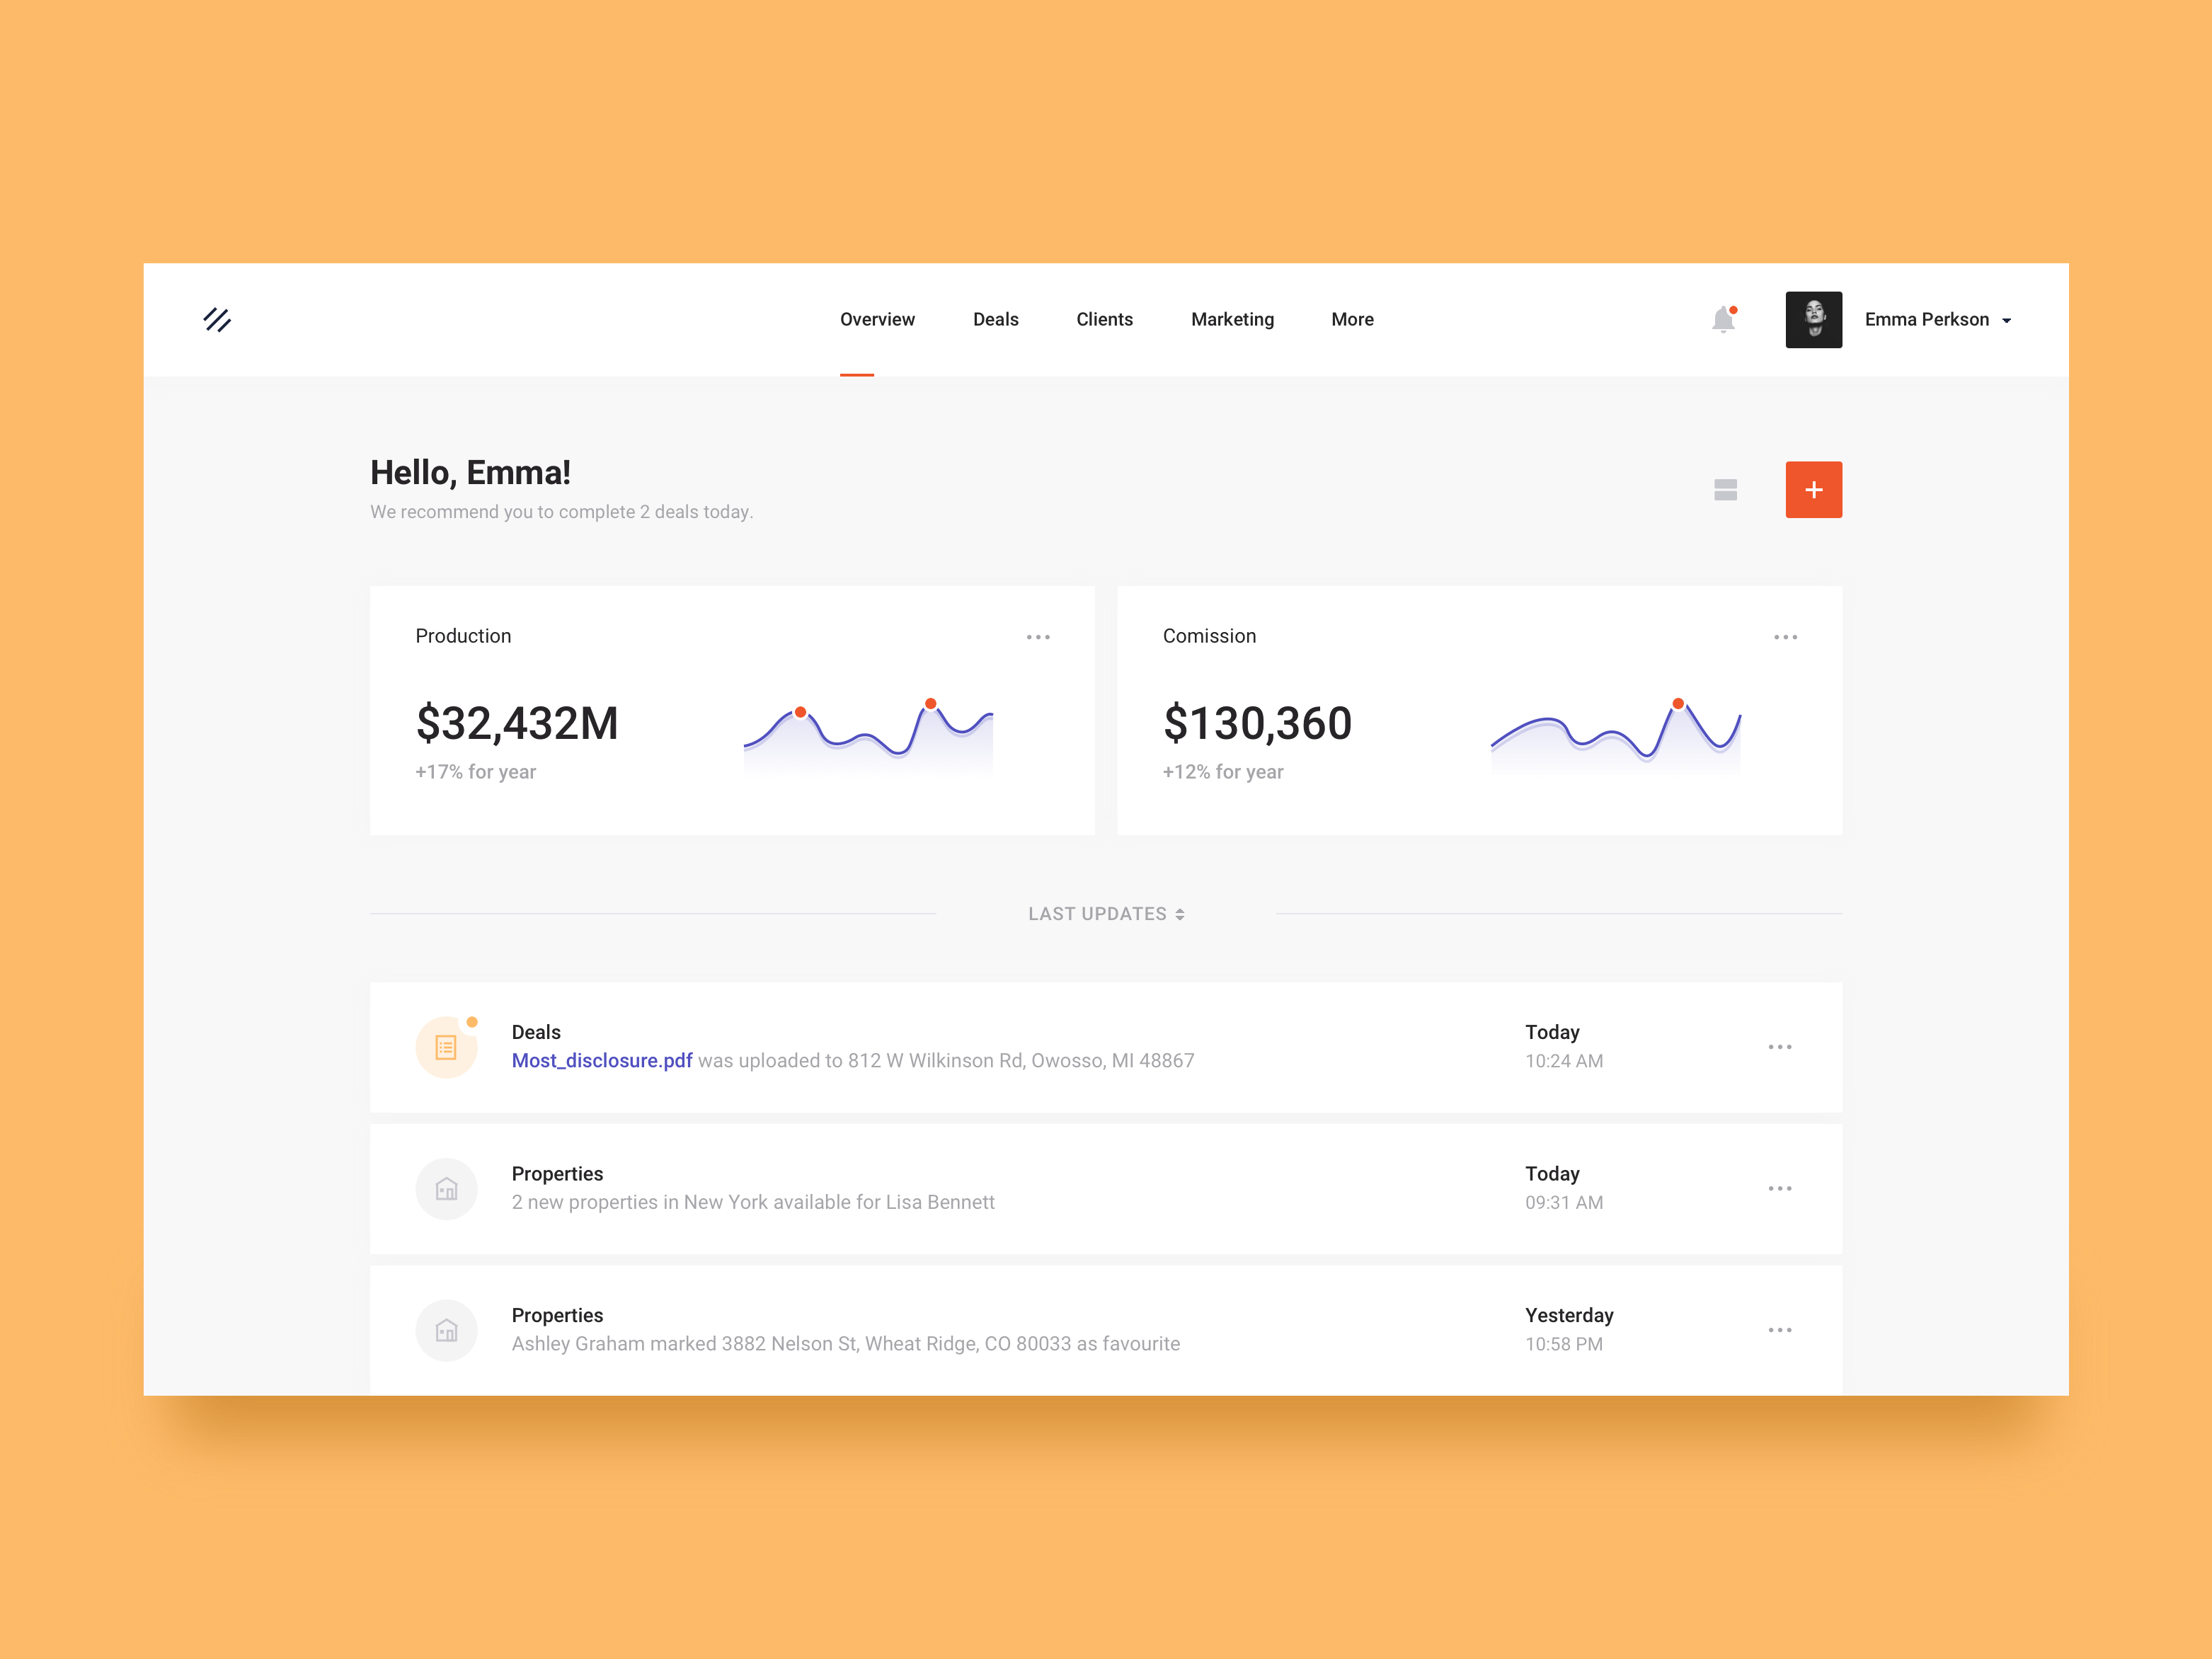 Overview Deals Clients Marketing More Emma Perkson
Hello, Emma!
We recommend you to complete 2 deals today.
Production
$32,432M
+17% for year
Comission
$130,360
+12% for year
LAST UPDATES
Deals
Most_disclosure.pdf was uploaded to 812 W Wilkinson Rd, Owosso, MI 48867
Today
10:24 AM
Properties
2 new properties in New York available for Lisa Bennett
Today
09:31 AM
Properties
Ashley Graham marked 3882 Nelson St, Wheat Ridge, CO 80033 as favourite
Yesterday
10:58 PM